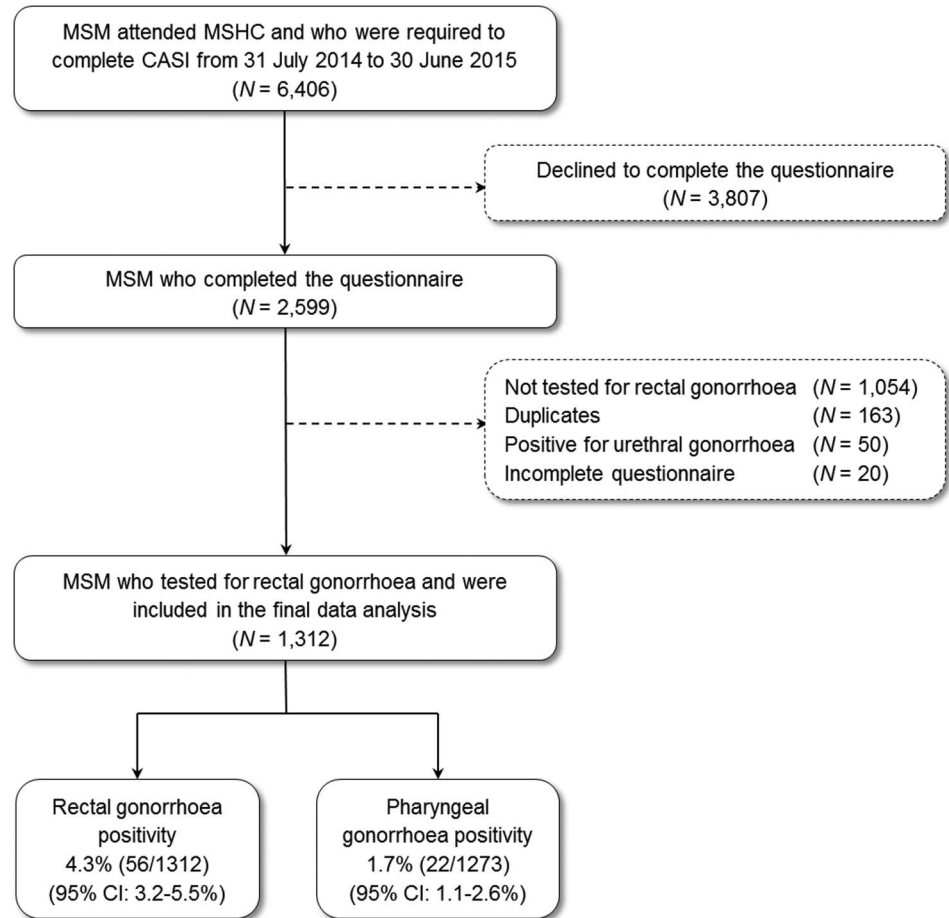 MSM attended MSHC and who were required to
complete CASI from 31 July 2014 to 30 June 2015
(N = 6,406)
Declined to complete the questionnaire
(N = 3,807)
MSM who completed the questionnaire
(N = 2,599)
Not tested for rectal gonorrhoea (N = 1,054)
Duplicates (N = 163)
Positive for urethral gonorrhoea (N = 50)
Incomplete questionnaire (N = 20)
MSM who tested for rectal gonorrhoea and were
included in the final data analysis
(N = 1,312)
Rectal gonorrhoea
positivity
4.3% (56/1312)
(95% CI: 3.2-5.5%)
Pharyngeal
gonorrhoea positivity
1.7% (22/1273)
(95% CI: 1.1-2.6%)